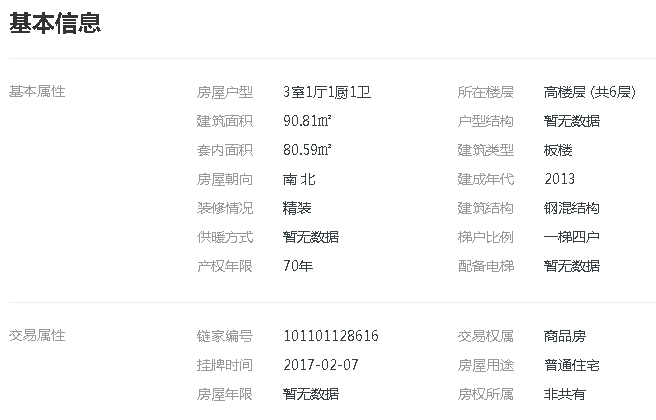 基本信息
基本属性 房屋户型 3室1厅1厨1卫 所在楼层 高楼层 (共6层)
建筑面积 90.81㎡ 户型结构 暂无数据
套内面积 80.59㎡ 建筑类型 板楼
房屋朝向 南 北 建成年代 2013
装修情况 精装 建筑结构 钢混结构
供暖方式 暂无数据 梯户比例 一梯四户
产权年限 70年 配备电梯 暂无数据
交易属性 链家编号 101101128616 交易权属 商品房
挂牌时间 2017-02-07 房屋用途 普通住宅
房屋年限 暂无数据 房权所属 非共有